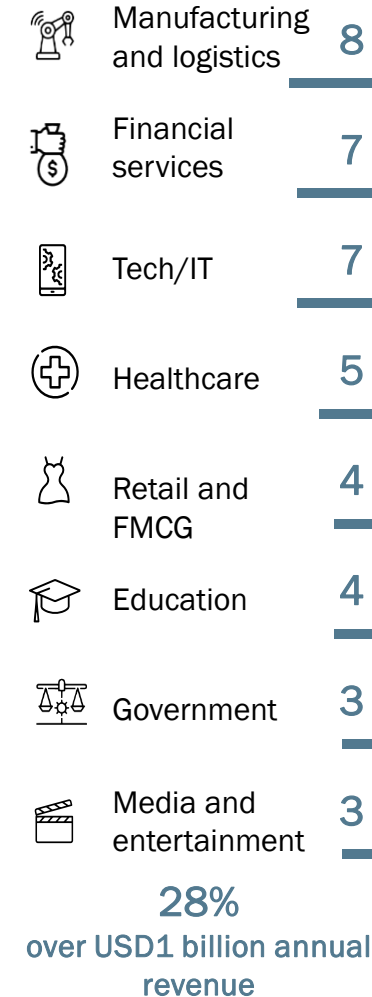 Manufacturing
and logistics
8
Financial
services
7
Tech/IT
7
Healthcare
5
Retail and
FMCG
4
Education
4
Government
3
Media and
entertainment
3
28%
over USD1 billion annual
revenue